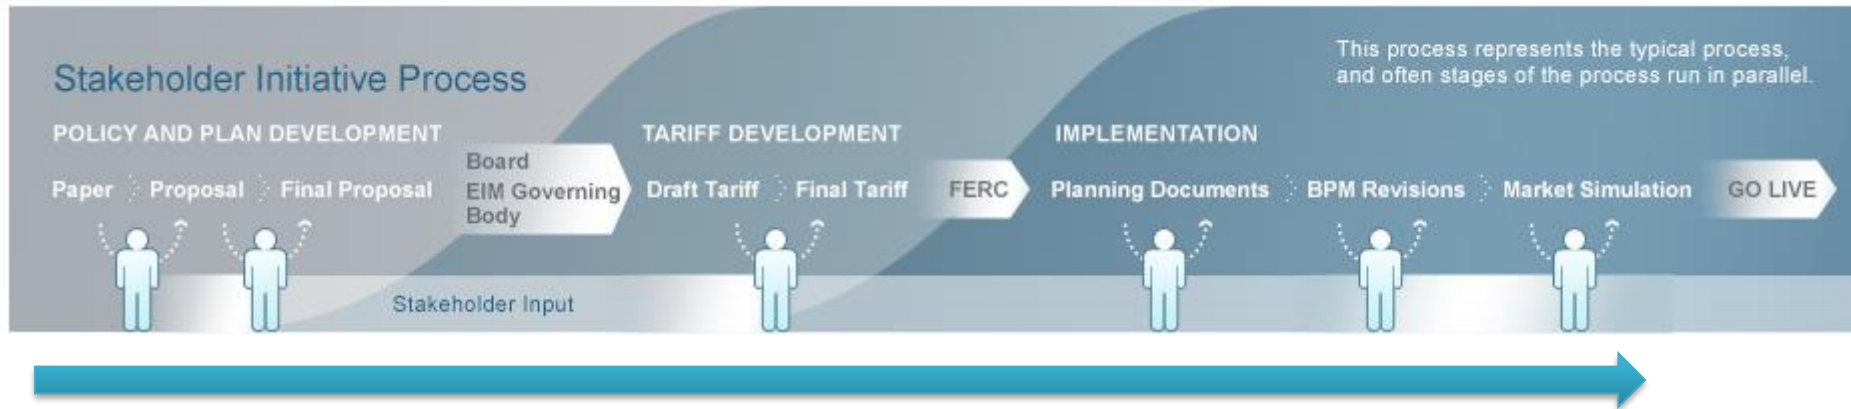 This process represents the typical process,
and often stages of the process run in parallel.
Stakeholder Initiative Process
POLICY AND PLAN DEVELOPMENT
Paper
Proposal
Final Proposal
Board
EIM Governing
Body
TARIFF DEVELOPMENT
Draft Tariff
Final Tariff
FERC
IMPLEMENTATION
Planning Documents
BPM Revisions
Market Simulation
GO LIVE
Stakeholder Input